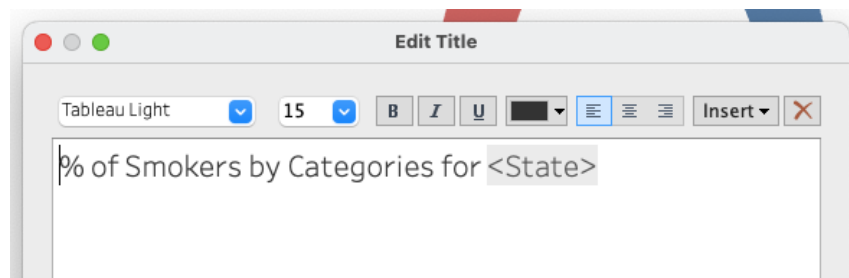 Edit Title
Tableau Light 15 B I U Insert
% of Smokers by Categories for <State>